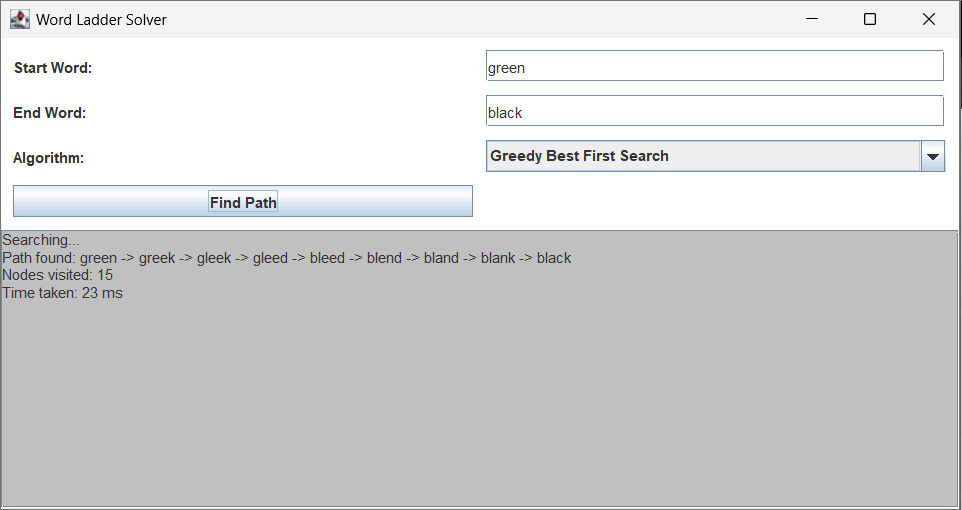 Word Ladder Solver
Start Word: green
End Word: black
Algorithm: Greedy Best First Search
Find Path
Searching...
Path found: green -> greek -> gleek -> gleed -> bleed -> blend -> bland -> blank -> black
Nodes visited: 15
Time taken: 23 ms